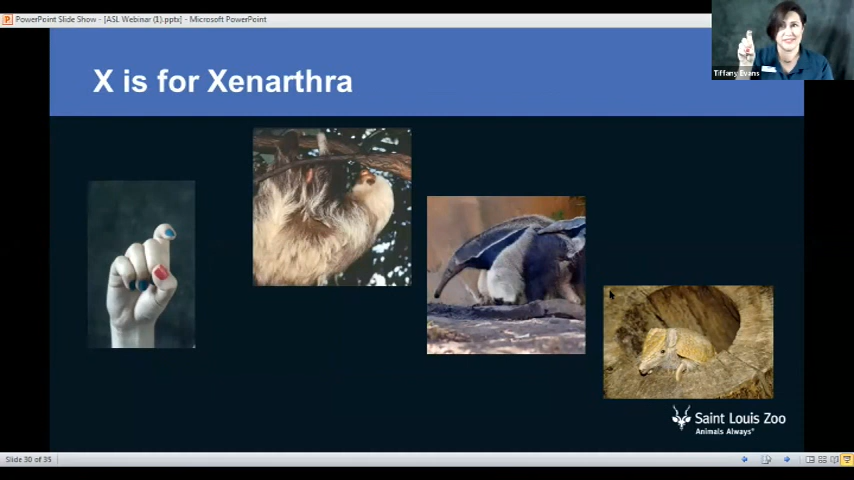 PowerPoint Slide Show - [ASL Webinar (1).pptx] - Microsoft PowerPoint
Tiffany Evans
X is for Xenarthra
Saint Louis Zoo
Animals Always®
Slide 30 of 35